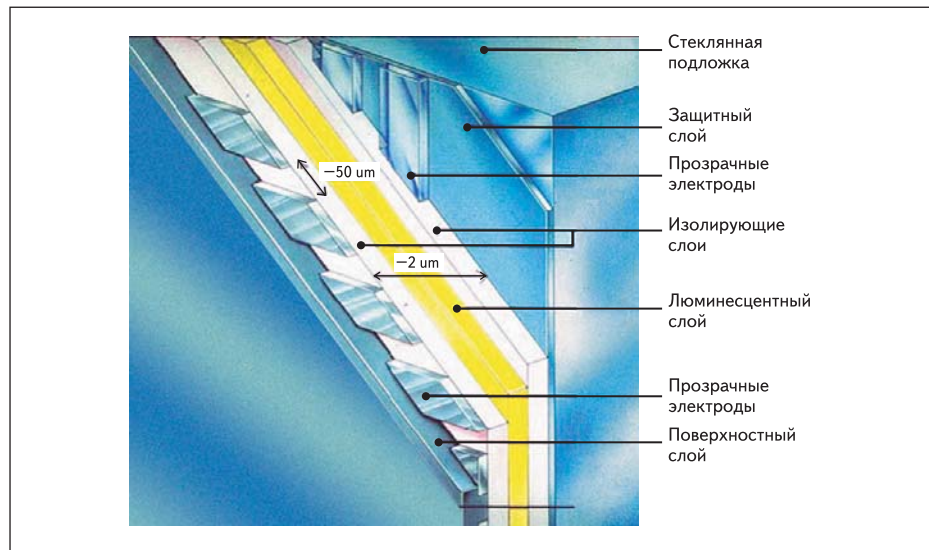 Стеклянная
подложка
Защитный
слой
Прозрачные
электроды
—50 um
Изолирующие
слои
—2 um
Люминесцентный
слой
Прозрачные
электроды
Поверхностный
слой